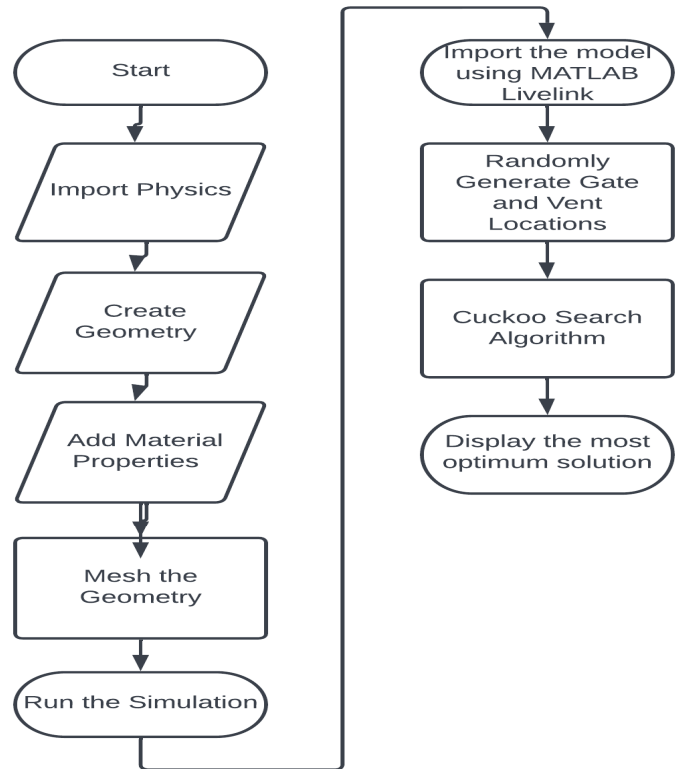 Start
Import Physics
Create
Geometry
Add Material
Properties
Mesh the
Geometry
Run the Simulation
Import the model
using MATLAB
Livelink
Randomly
Generate Gate
and Vent
Locations
Cuckoo Search
Algorithm
Display the most
optimum solution